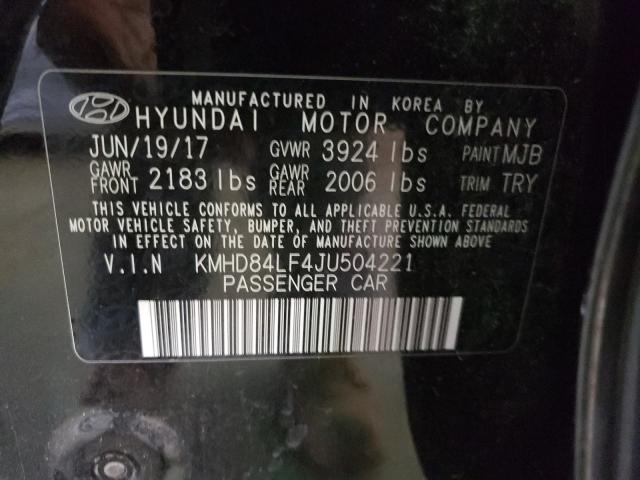 MANUFACTURED IN KOREA BY
HYUNDAI MOTOR COMPANY
JUN/19/17 GVWR 3924 lbs PAINT MJB
GAWR FRONT 2183 lbs GAWR REAR 2006 lbs TRIM TRY
THIS VEHICLE CONFORMS TO ALL APPLICABLE U.S.A. FEDERAL
MOTOR VEHICLE SAFETY, BUMPER, AND THEFT PREVENTION
STANDARDS IN EFFECT ON THE DATE OF MANUFACTURE SHOWN ABOVE
V.I.N KMHD84LF4JU504221
PASSENGER CAR